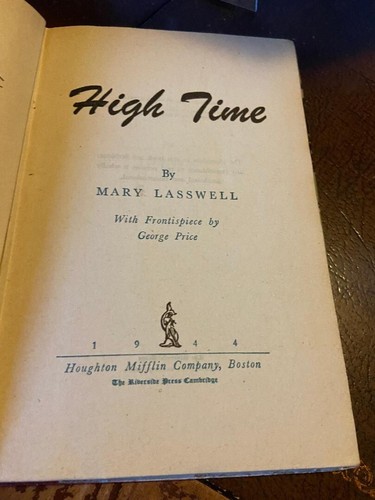 High Time
By
MARY LASSWELL
With Frontispiece by
George Price
1 9 4 4
Houghton Mifflin Company, Boston
The Riverside Press Cambridge